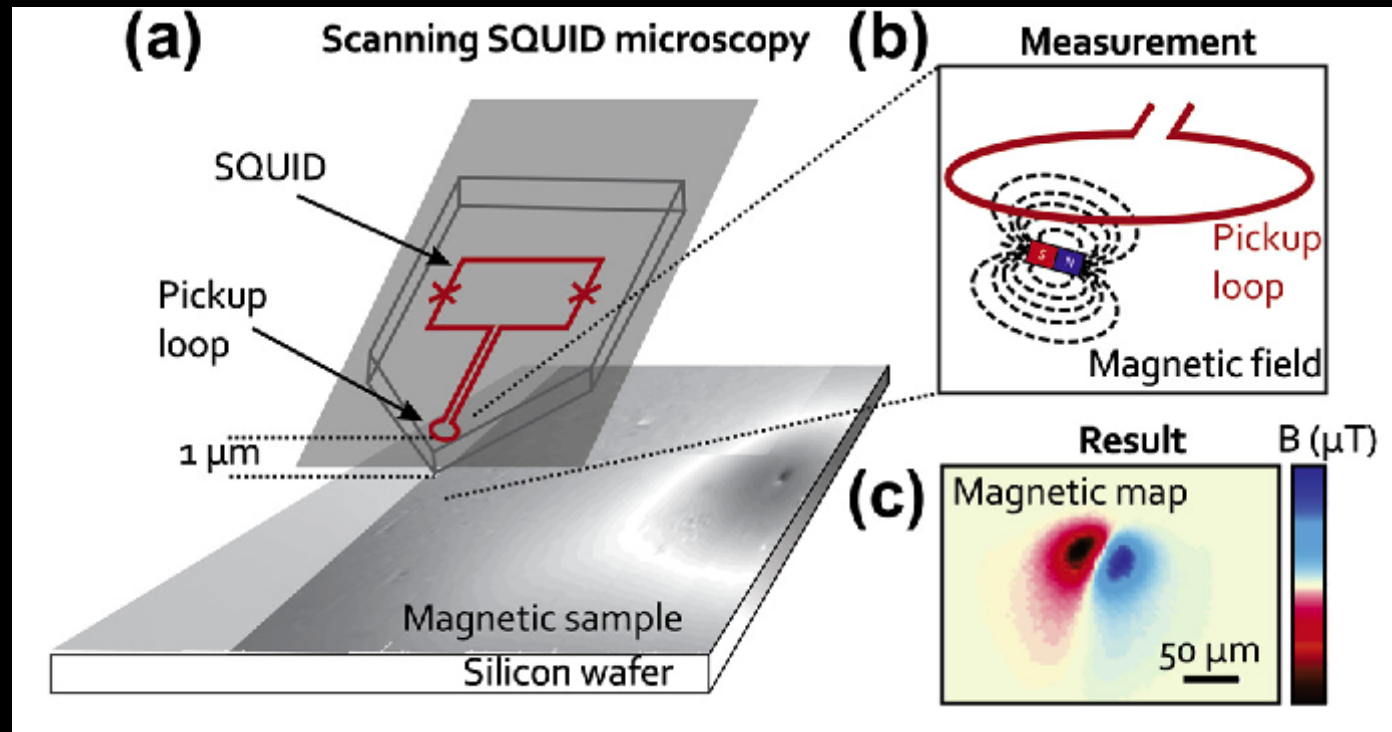 (a)
Scanning SQUID microscopy
SQUID
Pickup
loop
1 µm
Magnetic sample
Silicon wafer
(b)
Measurement
S N
Pickup
loop
Magnetic field
(c)
Result
B (µT)
Magnetic map
50 µm